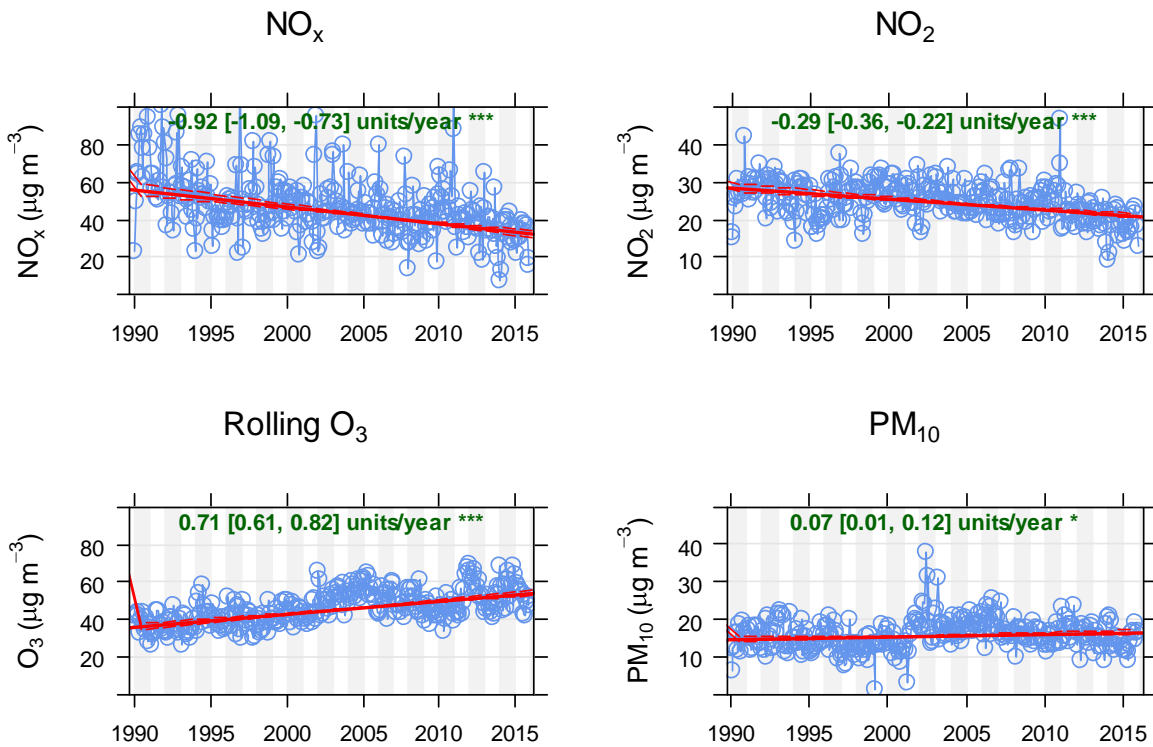 NOx
-0.92 [-1.09, -0.73] units/year ***
NOx (μg m−3)
80
60
40
20
1990 1995 2000 2005 2010 2015
NO2
-0.29 [-0.36, -0.22] units/year ***
NO2 (μg m−3)
40
30
20
10
1990 1995 2000 2005 2010 2015
Rolling O3
0.71 [0.61, 0.82] units/year ***
O3 (μg m−3)
80
60
40
20
1990 1995 2000 2005 2010 2015
PM10
0.07 [0.01, 0.12] units/year *
PM10 (μg m−3)
40
30
20
10
1990 1995 2000 2005 2010 2015